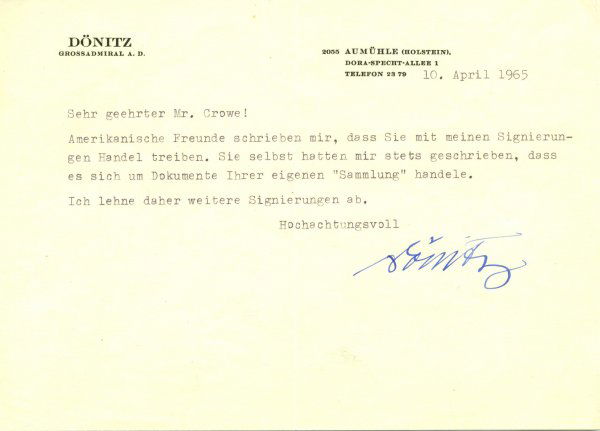 DÖNITZ
GROSSADMIRAL A. D.
2055 AUMÜHLE (HOLSTEIN),
DORA-SPECHT-ALLEE 1
TELEFON 23 79
10. April 1965
Sehr geehrter Mr. Crowe!
Amerikanische Freunde schrieben mir, dass Sie mit meinen Signierun-
gen Handel treiben. Sie selbst hatten mir stets geschrieben, dass
es sich um Dokumente Ihrer eigenen "Sammlung" handele.
Ich lehne daher weitere Signierungen ab.
Hochachtungsvoll
Dönitz